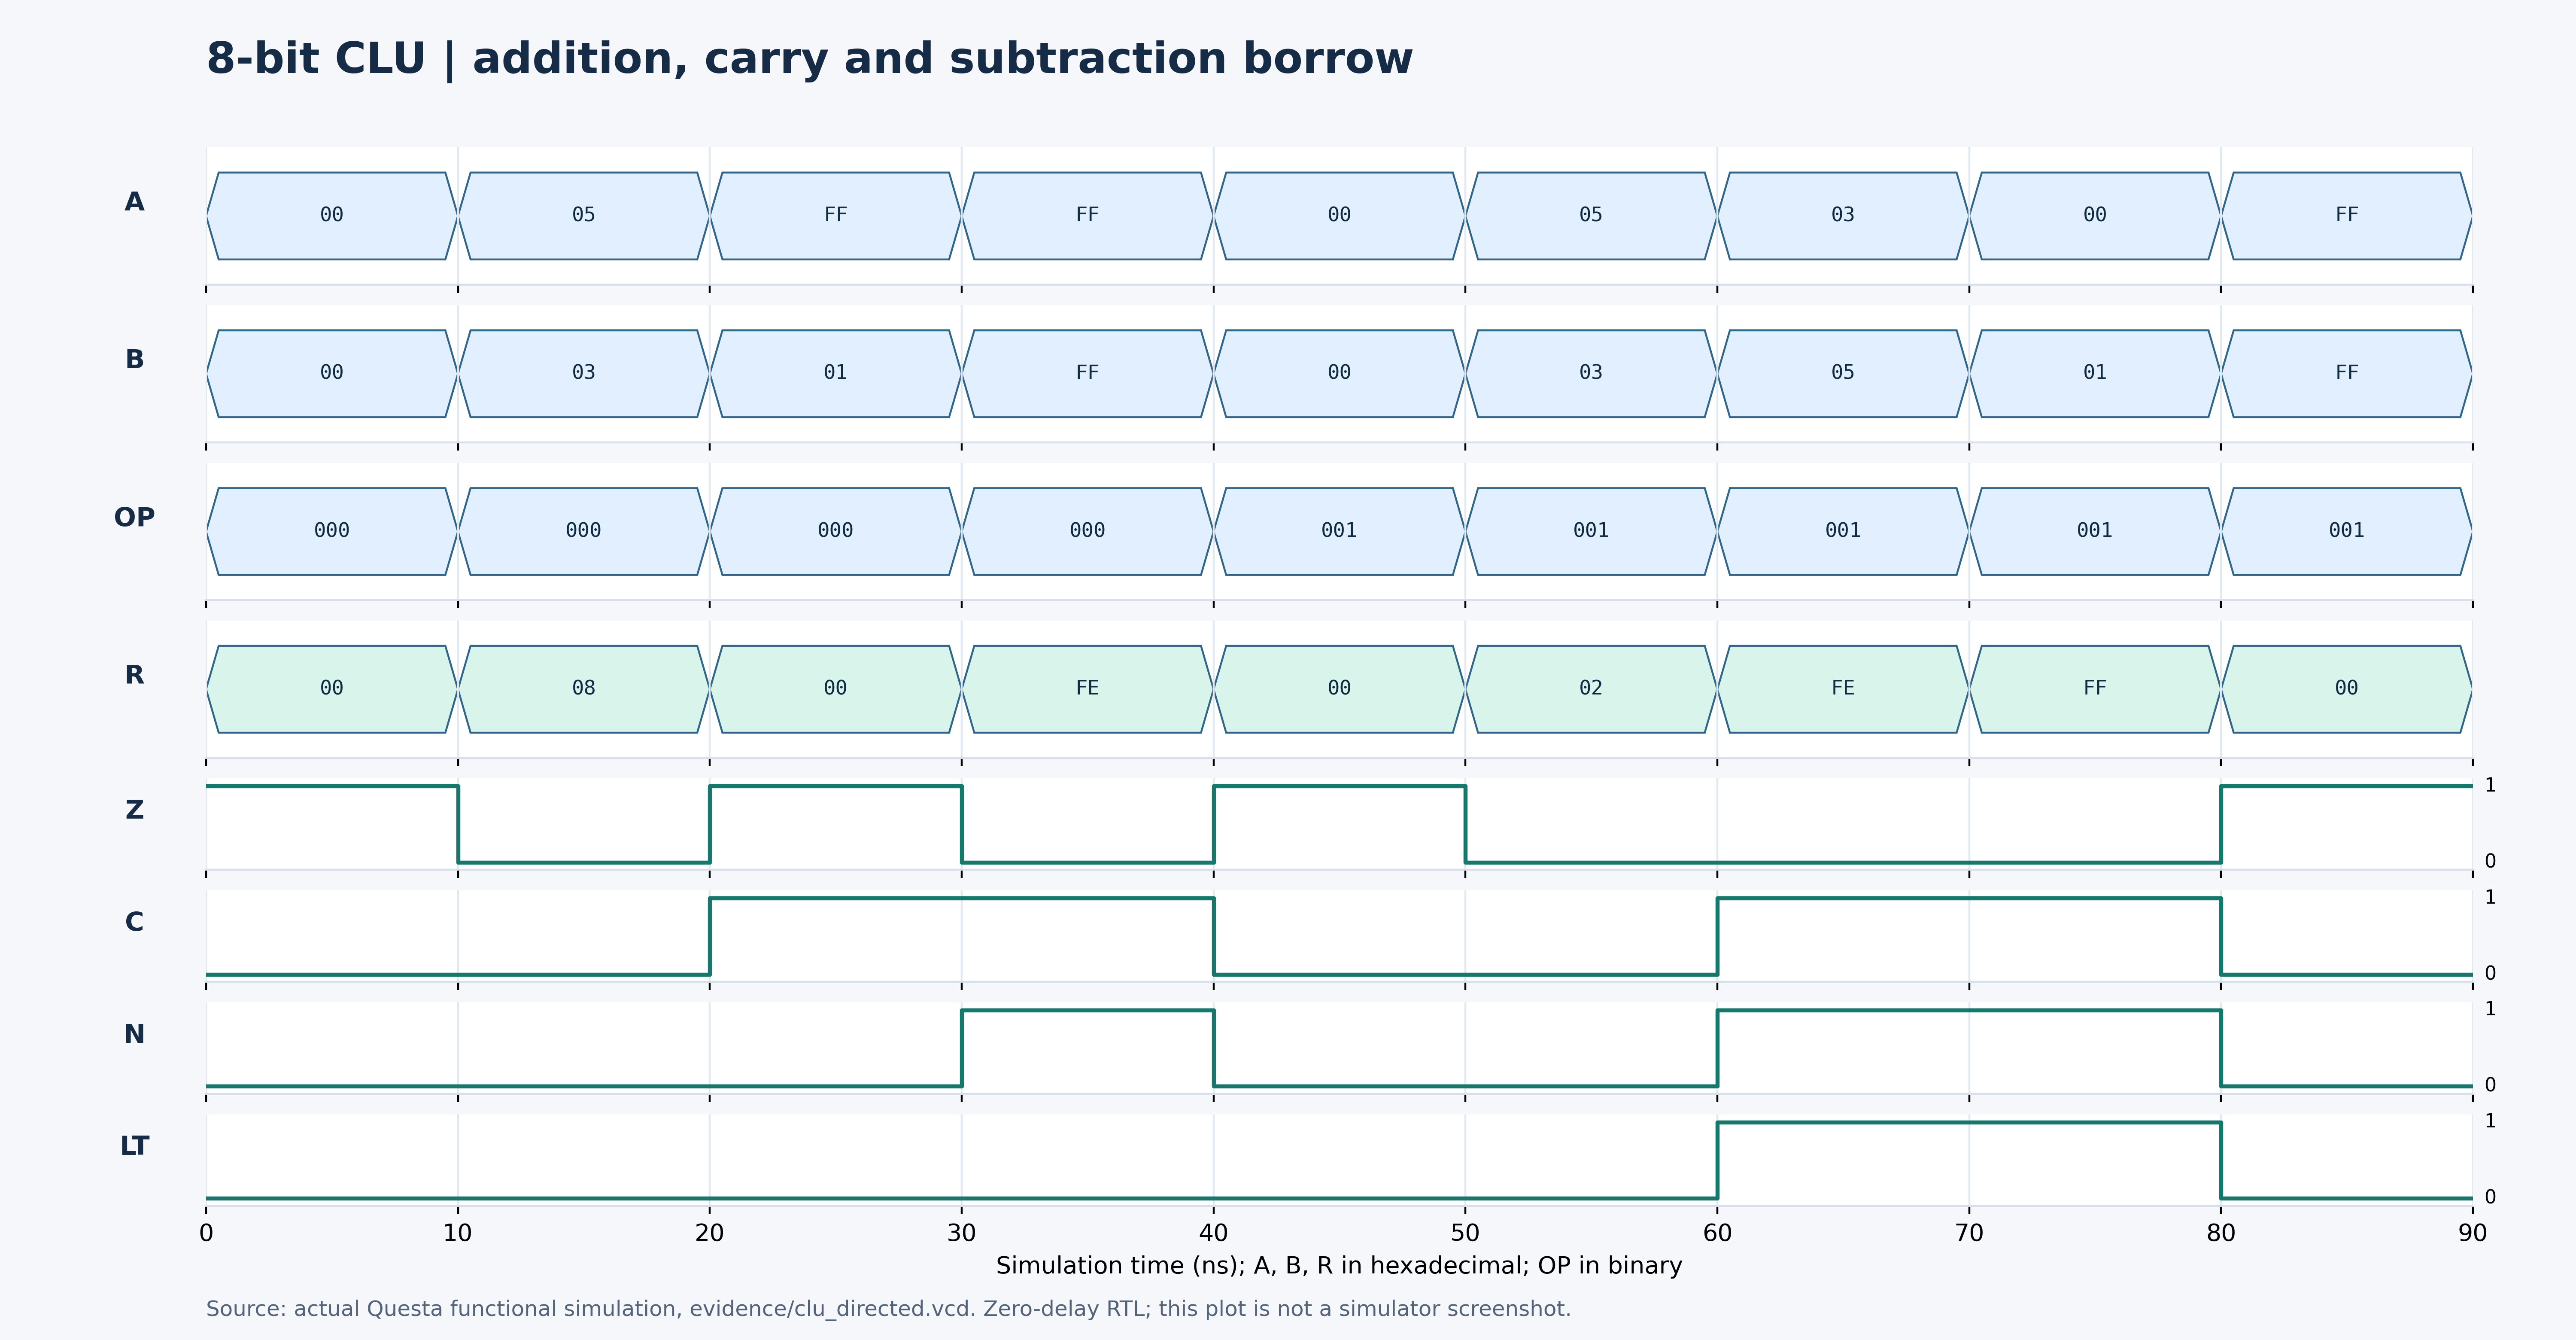 8-bit CLU | addition, carry and subtraction borrow
A 00 05 FF FF 00 05 03 00 FF
B 00 03 01 FF 00 03 05 01 FF
OP 000 000 000 000 001 001 001 001 001
R 00 08 00 FE 00 02 FE FF 00
1
Z
0
1
C
0
1
N
0
1
LT
0
0 10 20 30 40 50 60 70 80 90
Simulation time (ns); A, B, R in hexadecimal; OP in binary
Source: actual Questa functional simulation, evidence/clu_directed.vcd. Zero-delay RTL; this plot is not a simulator screenshot.